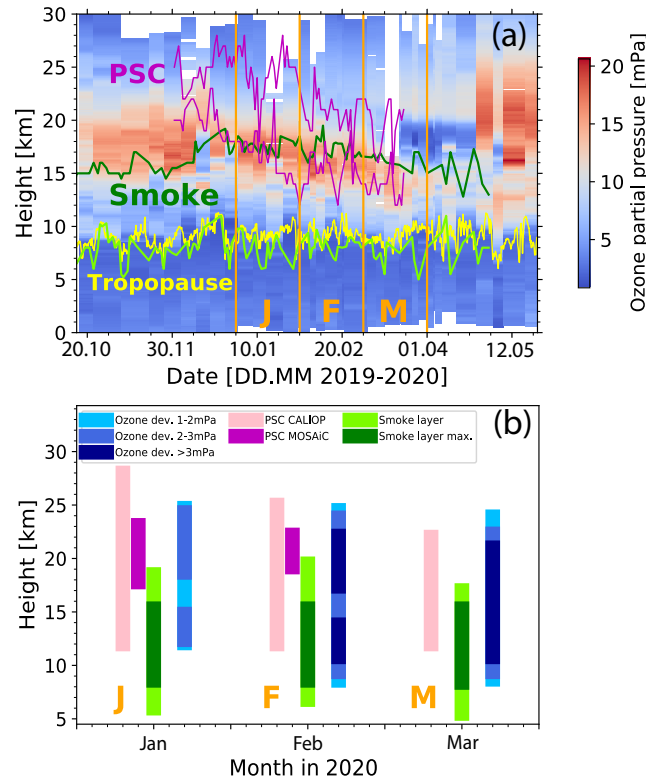 (a)
PSC
Smoke
Tropopause
J F M
30
25
20
15
10
5
0
Height [km]
20.10 30.11 10.01 20.02 01.04 12.05
Date [DD.MM 2019-2020]
20
15
10
5
Ozone partial pressure [mPa]
(b)
Ozone dev. 1-2mPa PSC CALIOP Smoke layer
Ozone dev. 2-3mPa PSC MOSAiC Smoke layer max.
Ozone dev. >3mPa
30
25
20
15
10
5
Height [km]
J F M
Jan Feb Mar
Month in 2020